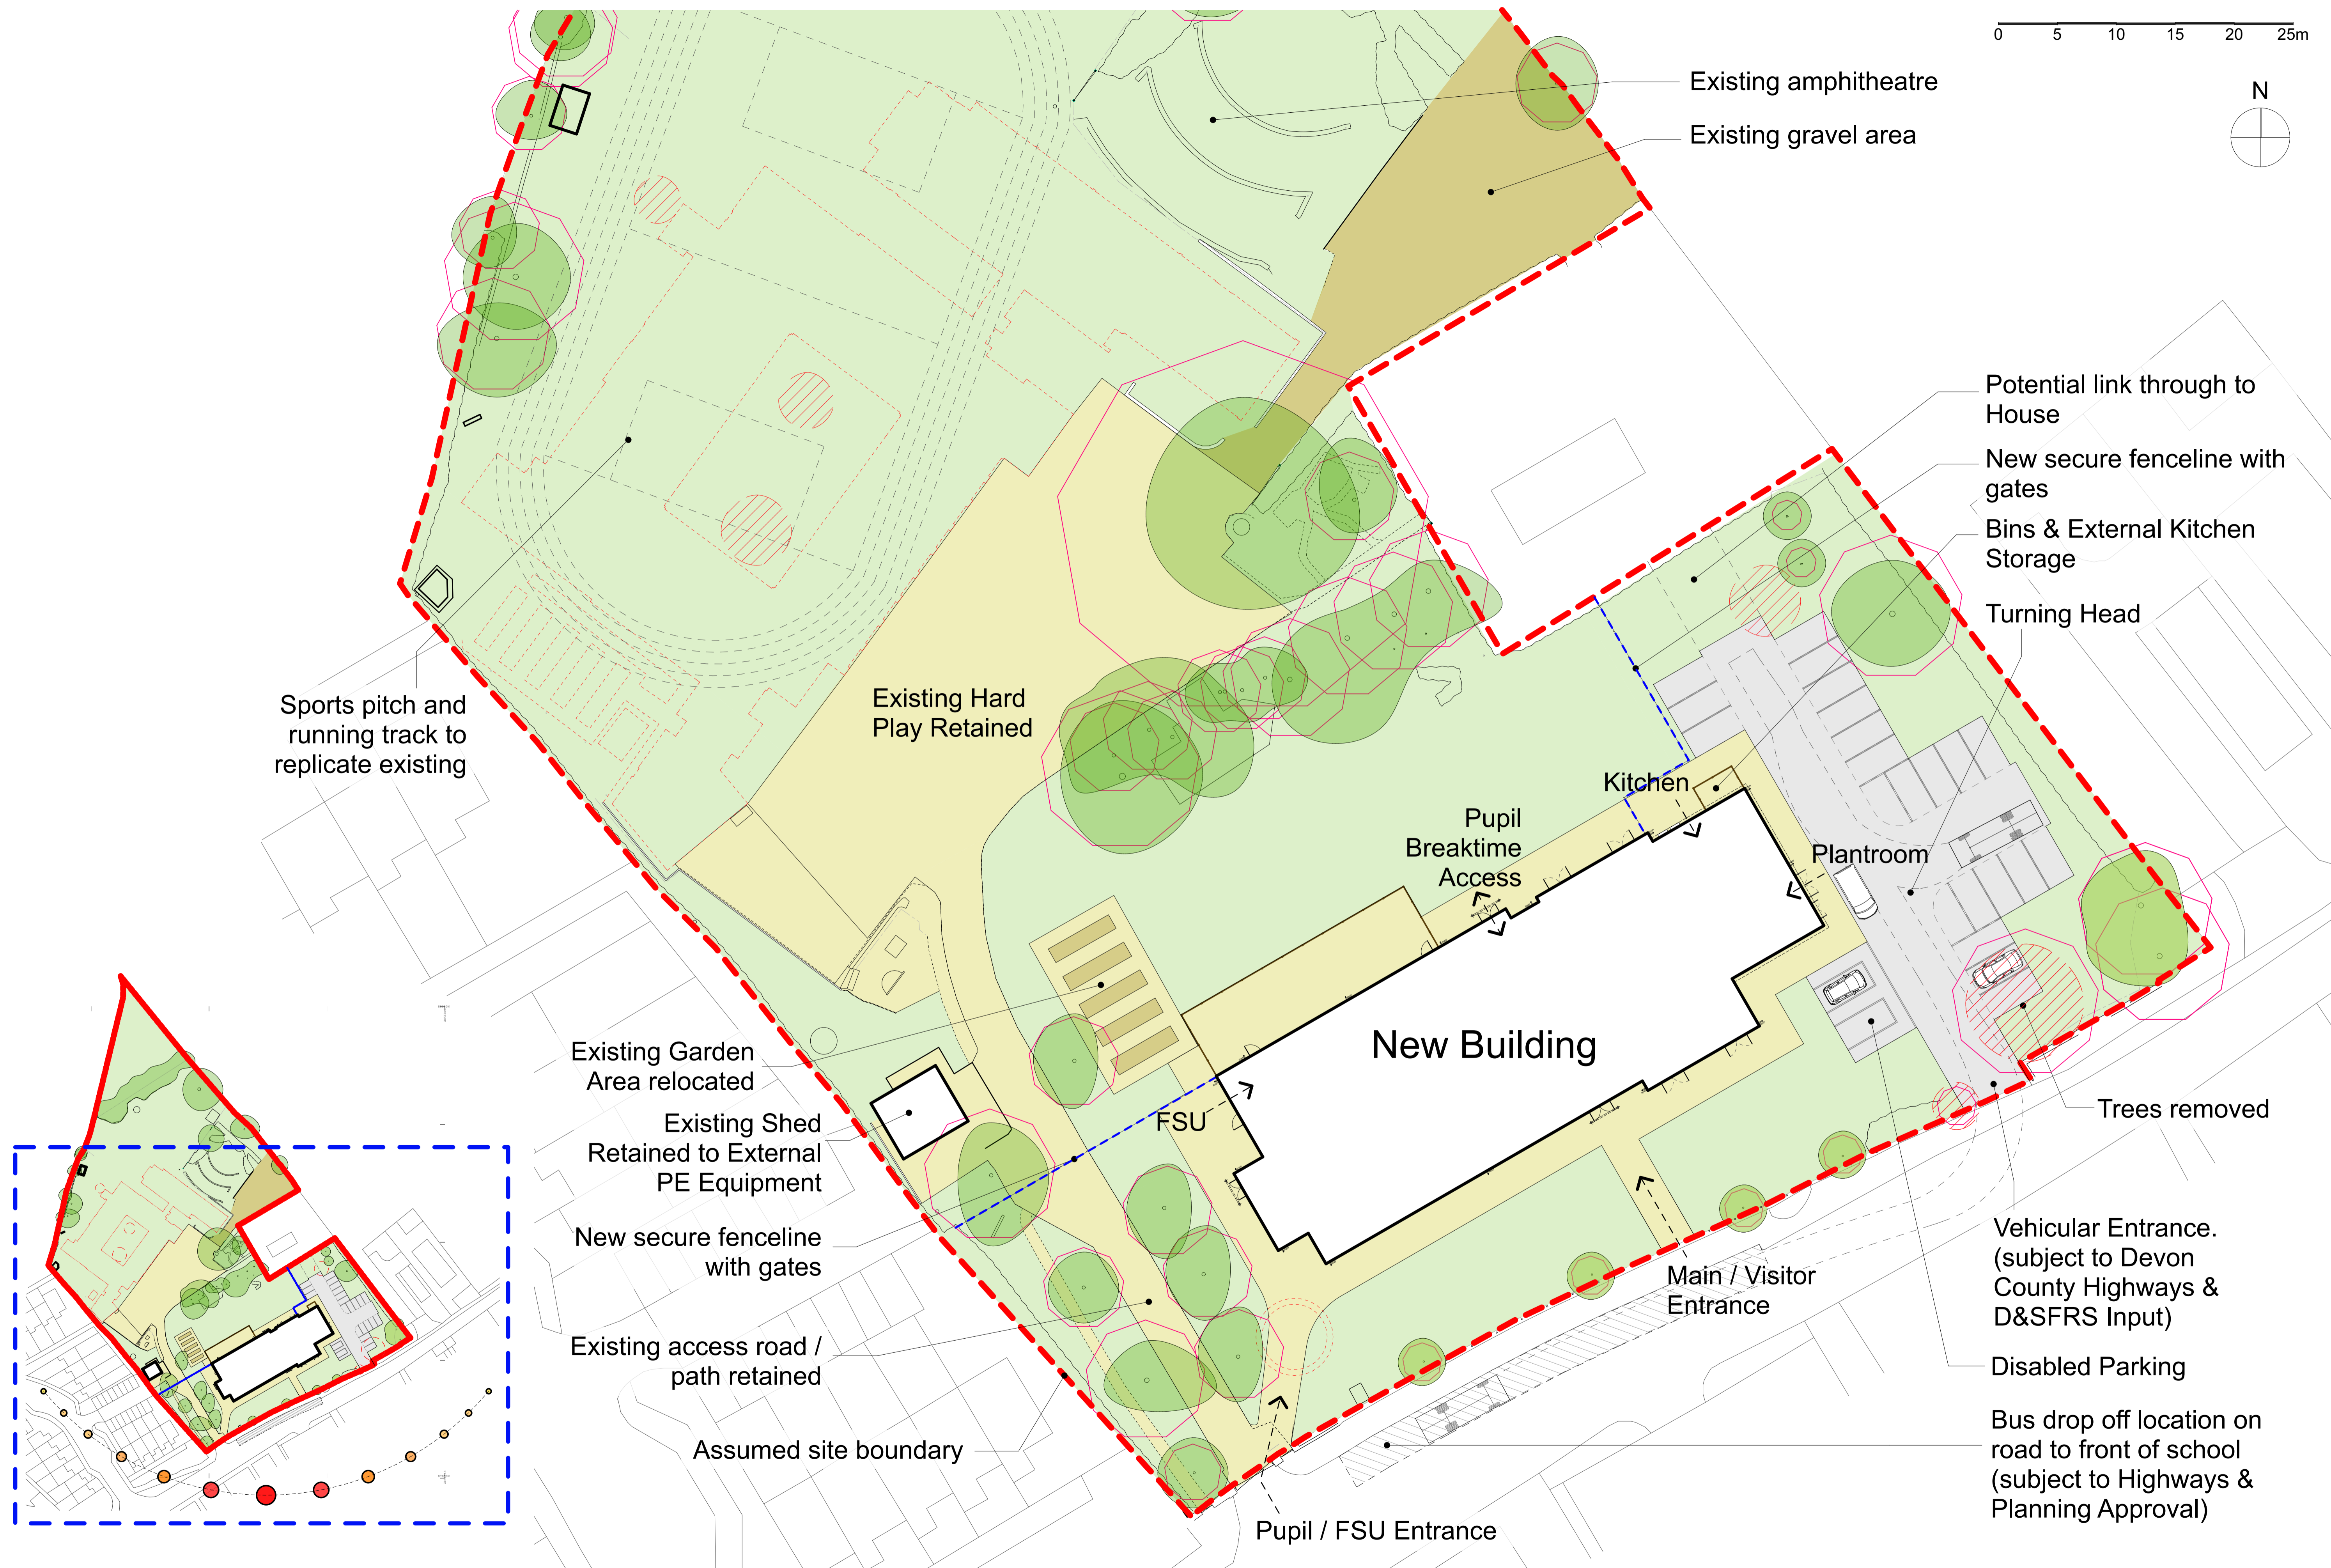 0 5 10 15 20 25m
N
Existing amphitheatre
Existing gravel area
Potential link through to
House
New secure fenceline with
gates
Bins & External Kitchen
Storage
Turning Head
Sports pitch and
running track to
replicate existing
Existing Hard
Play Retained
Kitchen
Pupil
Breaktime
Access
Plantroom
New Building
Existing Garden
Area relocated
FSU
Existing Shed
Retained to External
PE Equipment
New secure fenceline
with gates
Existing access road /
path retained
Assumed site boundary
Pupil / FSU Entrance
Main / Visitor
Entrance
Trees removed
Vehicular Entrance.
(subject to Devon
County Highways &
D&SFRS Input)
Disabled Parking
Bus drop off location on
road to front of school
(subject to Highways &
Planning Approval)